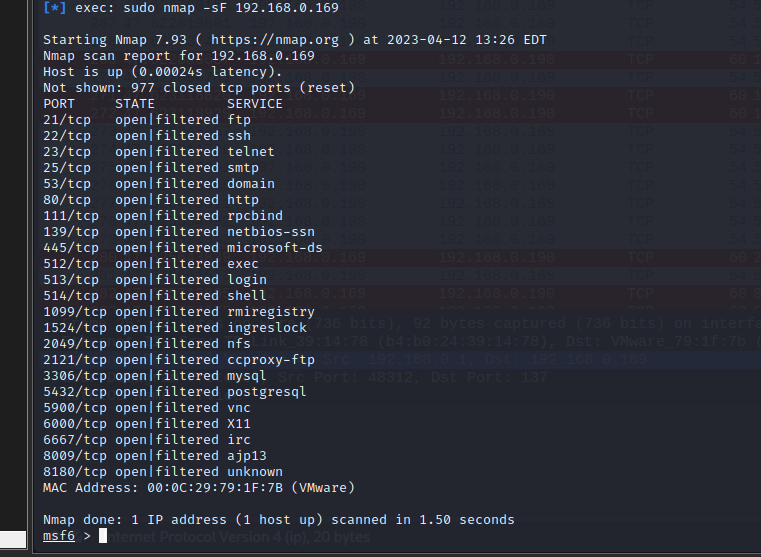 [*] exec: sudo nmap -sF 192.168.0.169
Starting Nmap 7.93 ( https://nmap.org ) at 2023-04-12 13:26 EDT
Nmap scan report for 192.168.0.169
Host is up (0.00024s latency).
Not shown: 977 closed tcp ports (reset)
PORT STATE SERVICE
21/tcp open|filtered ftp
22/tcp open|filtered ssh
23/tcp open|filtered telnet
25/tcp open|filtered smtp
53/tcp open|filtered domain
80/tcp open|filtered http
111/tcp open|filtered rpcbind
139/tcp open|filtered netbios-ssn
445/tcp open|filtered microsoft-ds
512/tcp open|filtered exec
513/tcp open|filtered login
514/tcp open|filtered shell
1099/tcp open|filtered rmiregistry
1524/tcp open|filtered ingreslock
2049/tcp open|filtered nfs
2121/tcp open|filtered ccproxy-ftp
3306/tcp open|filtered mysql
5432/tcp open|filtered postgresql
5900/tcp open|filtered vnc
6000/tcp open|filtered X11
6667/tcp open|filtered irc
8009/tcp open|filtered ajp13
8180/tcp open|filtered unknown
MAC Address: 00:0C:29:79:1F:7B (VMware)
Nmap done: 1 IP address (1 host up) scanned in 1.50 seconds
msf6 >